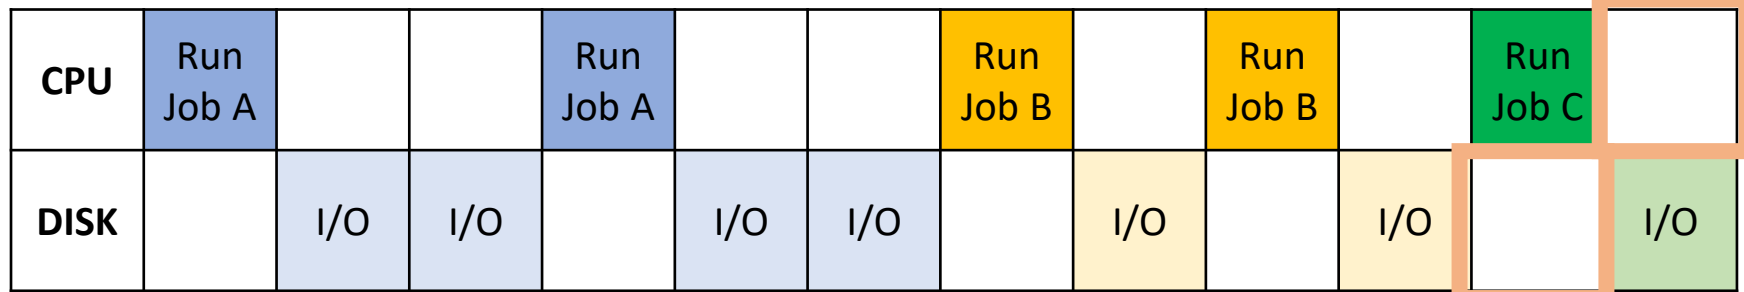 CPU
Run
Job A
Run
Job A
Run
Job B
Run
Job B
Run
Job C
DISK
I/O
I/O
I/O
I/O
I/O
I/O
I/O